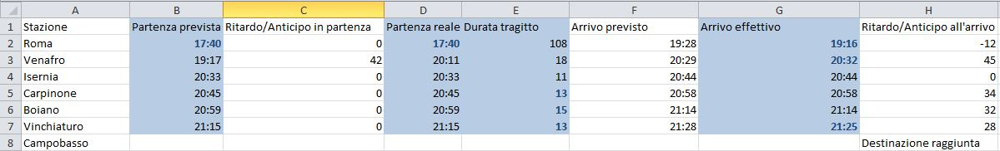 A B C D E F G H
1 Stazione Partenza prevista Ritardo/Anticipo in partenza Partenza reale Durata tragitto Arrivo previsto Arrivo effettivo Ritardo/Anticipo all'arrivo
2 Roma 17:40 0 17:40 108 19:28 19:16 -12
3 Venafro 19:17 42 20:11 18 20:29 20:32 45
4 Isernia 20:33 0 20:33 11 20:44 20:44 0
5 Carpinone 20:45 0 20:45 13 20:58 20:58 34
6 Boiano 20:59 0 20:59 15 21:14 21:14 32
7 Vinchiaturo 21:15 0 21:15 13 21:28 21:25 28
8 Campobasso Destinazione raggiunta